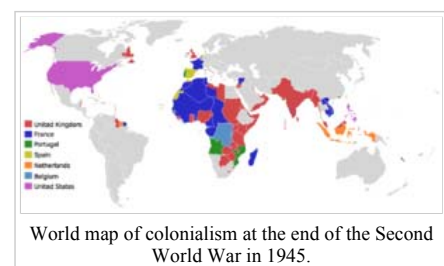 United Kingdom
France
Portugal
Spain
Netherlands
Belgium
United States
World map of colonialism at the end of the Second
World War in 1945.